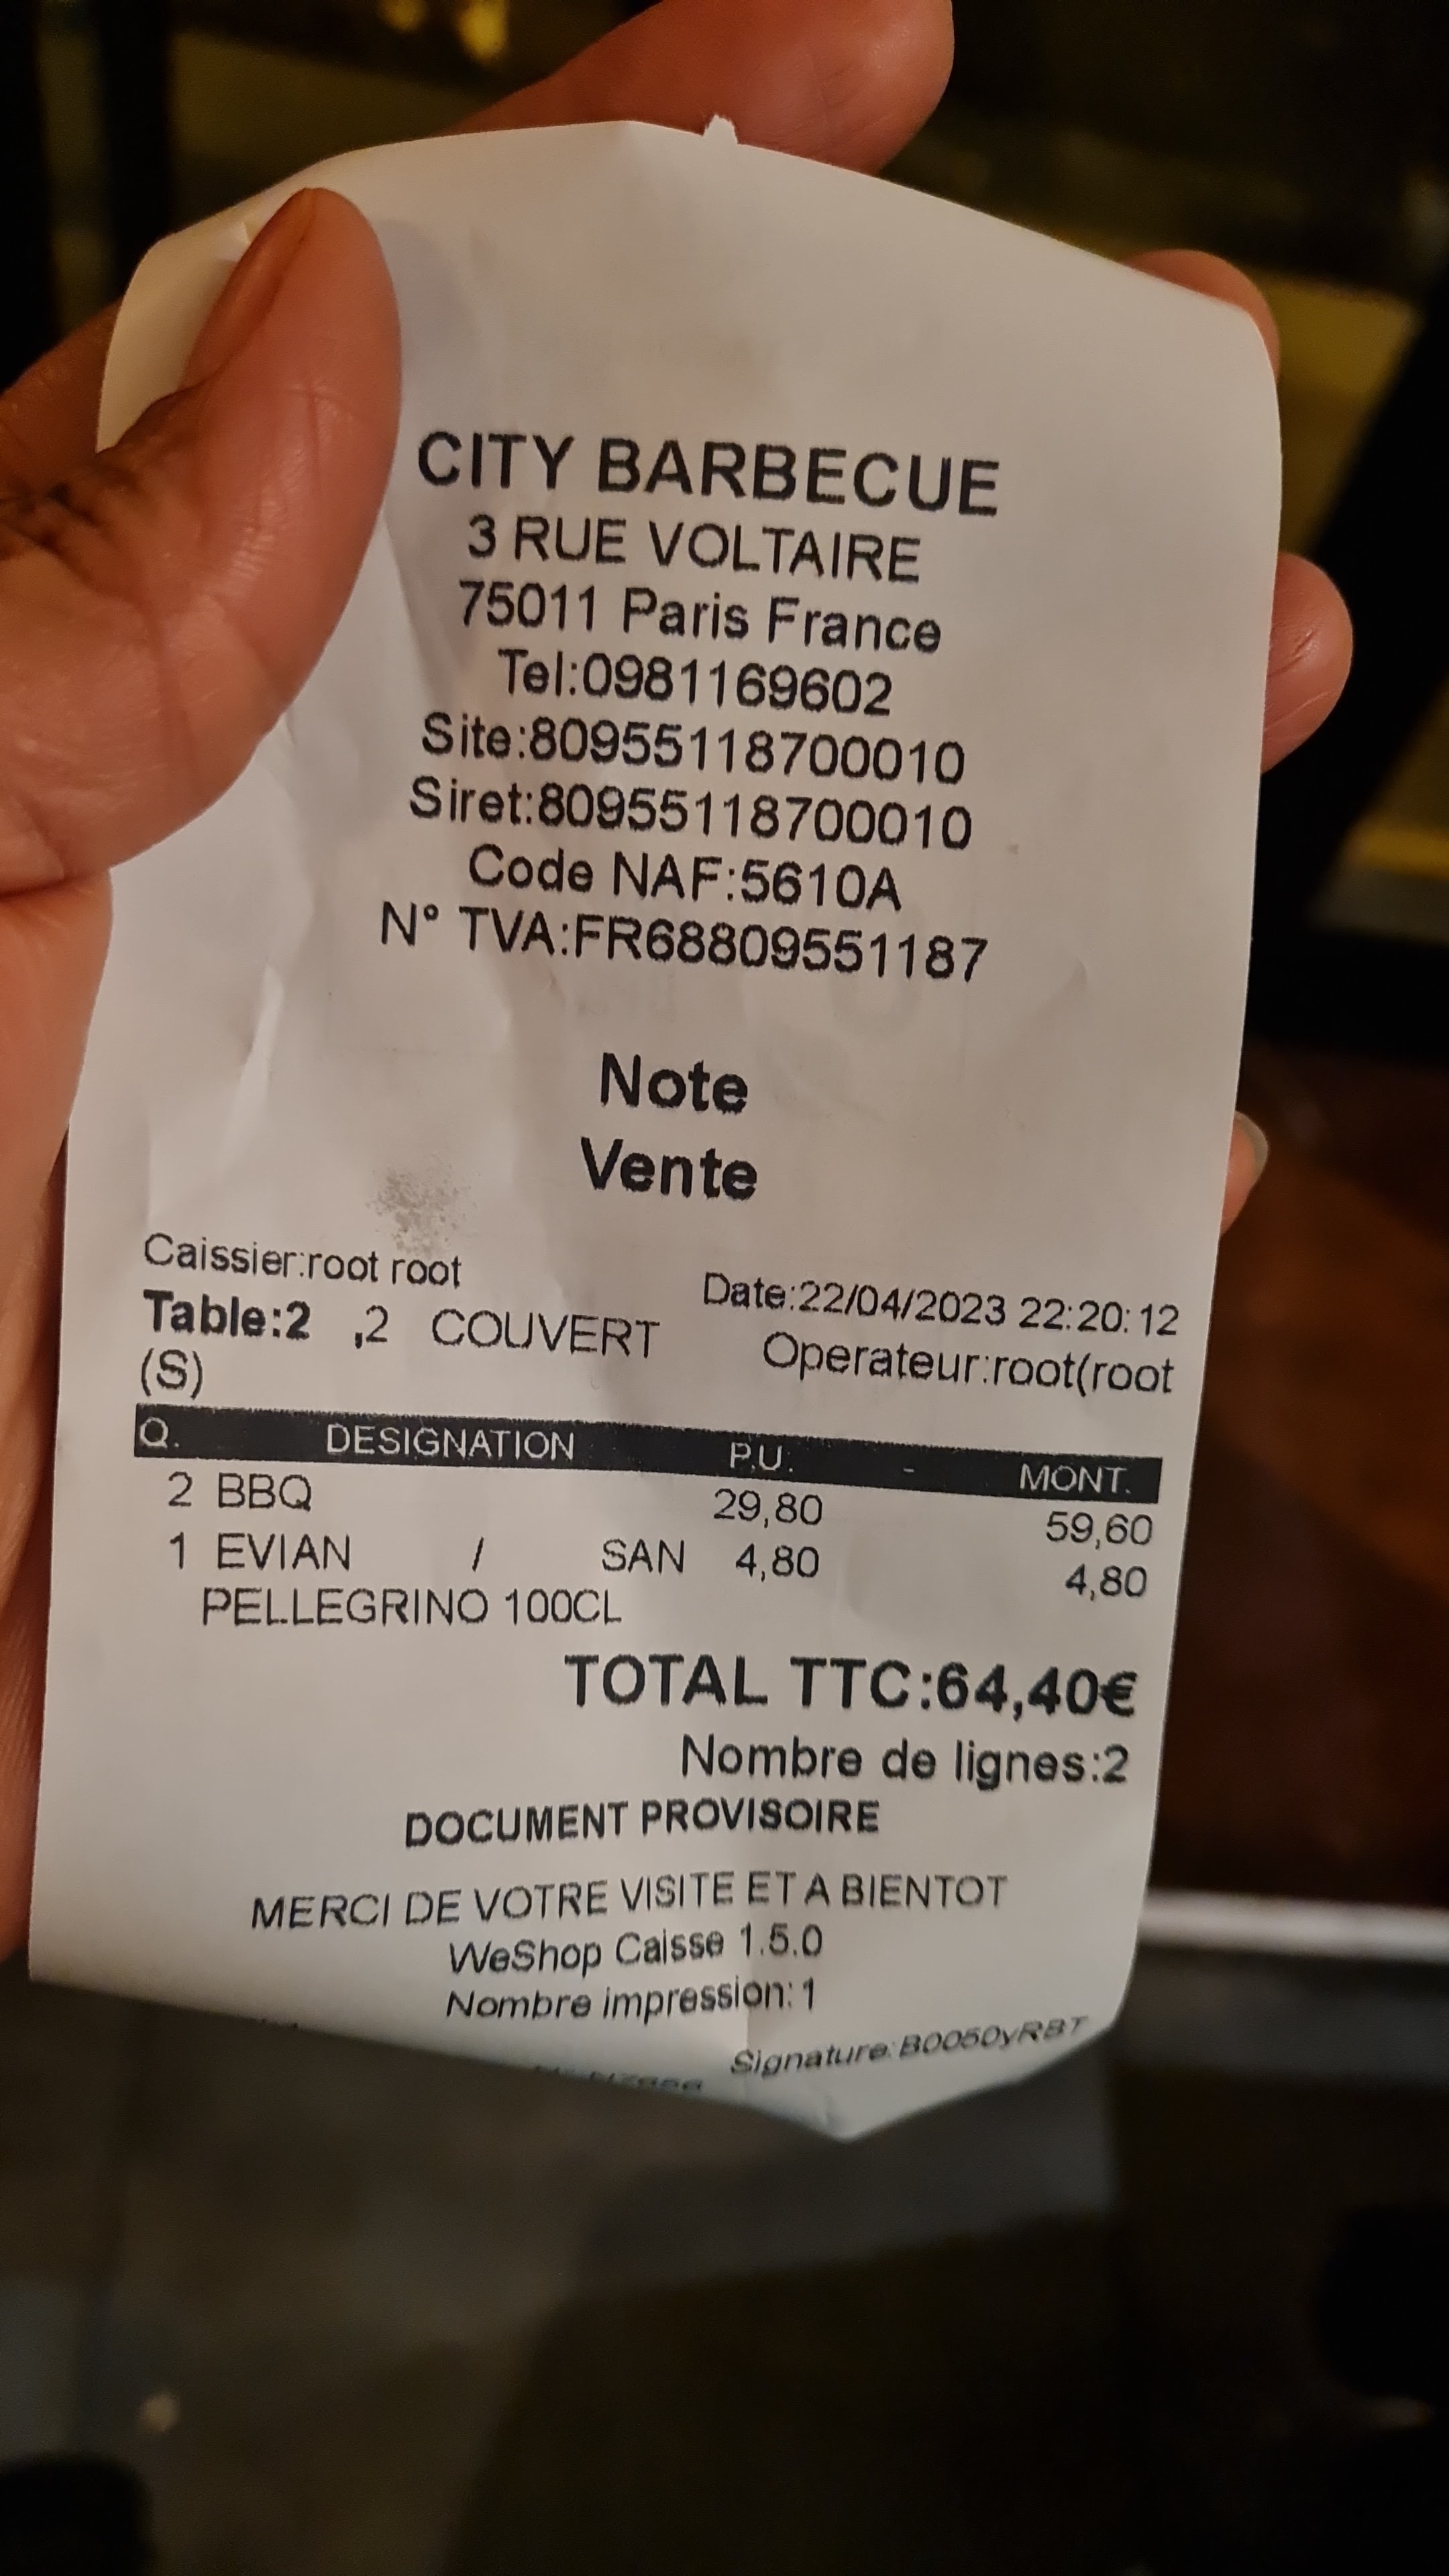 CITY BARBECUE
3 RUE VOLTAIRE
75011 Paris France
Tel:0981169602
Site:80955118700010
Siret:80955118700010
Code NAF:5610A
N° TVA:FR68809551187
Note
Vente
Caissier:root root Date:22/04/2023 22:20:12
Table:2 ,2 COUVERT Operateur:root(root
(S)
Q. DESIGNATION P.U. - MONT.
2 BBQ 29,80 59,60
1 EVIAN / SAN 4,80 4,80
PELLEGRINO 100CL
TOTAL TTC:64,40€
Nombre de lignes:2
DOCUMENT PROVISOIRE
MERCI DE VOTRE VISITE ET A BIENTOT
WeShop Caisse 1.5.0
Nombre impression:1
Signature:B0050yRBT